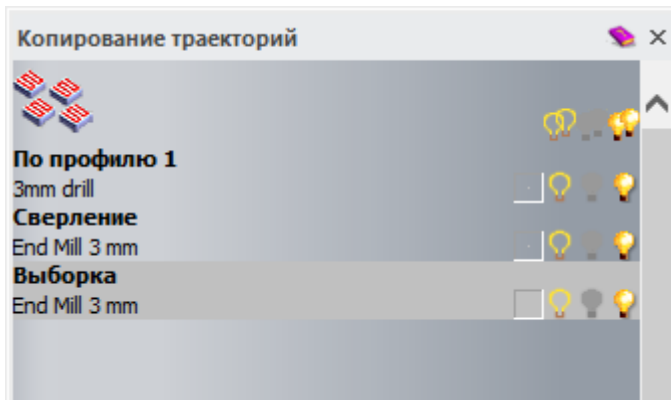 Копирование траекторий
По профилю 1
3mm drill
Сверление
End Mill 3 mm
Выборка
End Mill 3 mm